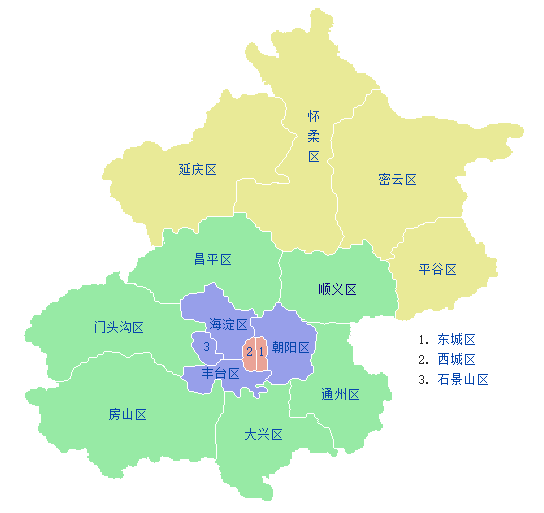 怀
柔
区
延庆区
密云区
昌平区
平谷区
顺义区
门头沟区
海淀区
朝阳区
3
2
1
丰台区
房山区
通州区
大兴区
1. 东城区
2. 西城区
3. 石景山区